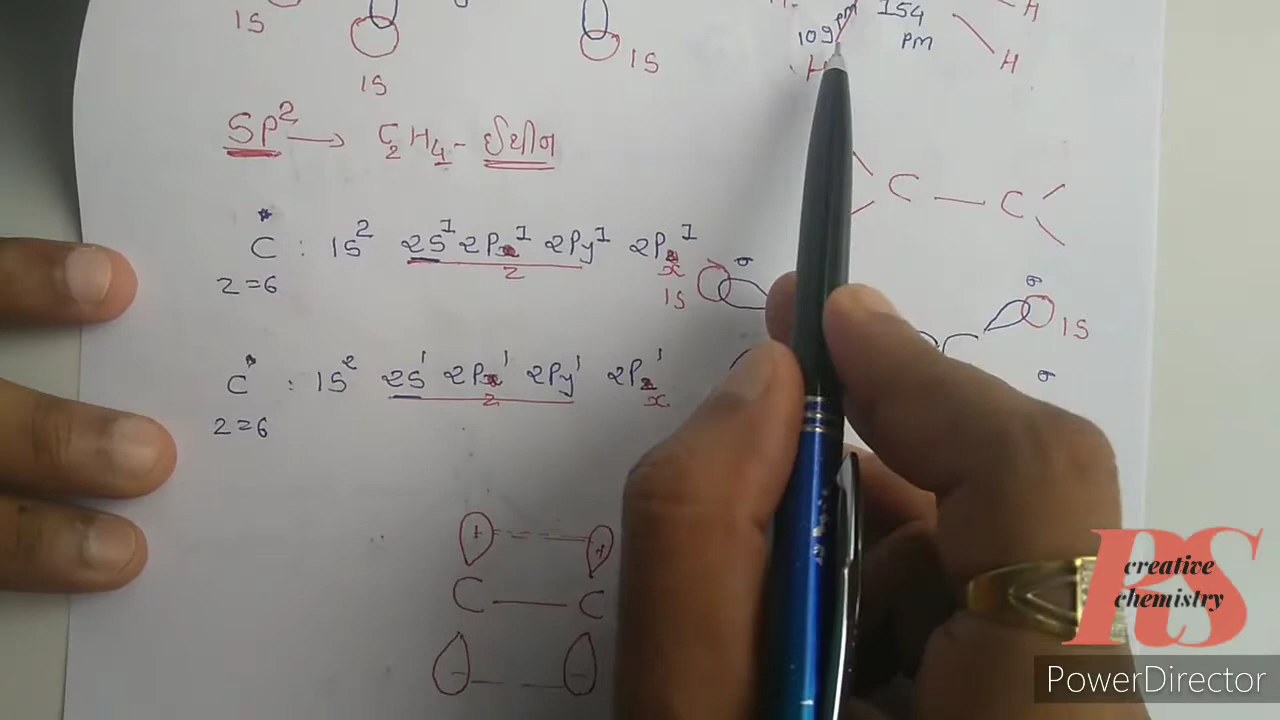 1S
1S
1S
109 pm
154 pm
H
H
H
SP² → C₂H₄ - ઈથીન
C* : 1S² 2S¹ 2Pz¹ 2Py¹ 2Px¹
Z=6
C — C
σ
1S
σ
1S
C
σ
C* : 1S² 2S¹ 2Pz¹ 2Py¹ 2Px¹
Z=6
+ +
C — C
- -
RS
creative
chemistry
PowerDirector